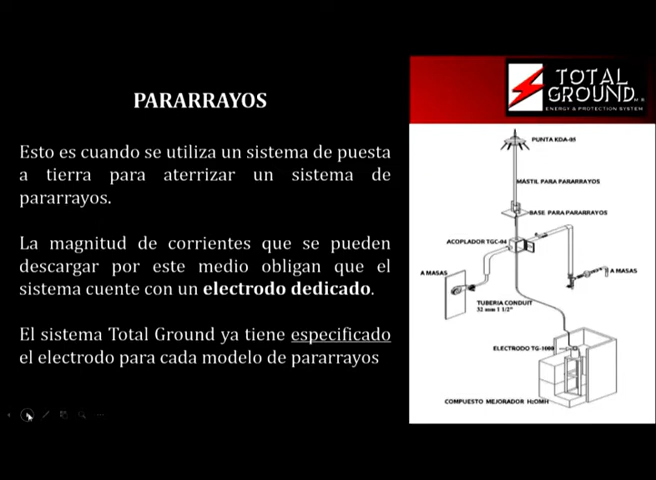 PARARRAYOS
Esto es cuando se utiliza un sistema de puesta
a tierra para aterrizar un sistema de
pararrayos.
La magnitud de corrientes que se pueden
descargar por este medio obligan que el
sistema cuente con un electrodo dedicado.
El sistema Total Ground ya tiene especificado
el electrodo para cada modelo de pararrayos
TOTAL
GROUND
ENERGY & PROTECTION SYSTEM
PUNTA KDA-05
MASTIL PARA PARARRAYOS
BASE PARA PARARRAYOS
ACOPLADOR TGC-04
A MASAS
A MASAS
TUBERIA CONDUIT
32 mm 1 1/2"
ELECTRODO TG-1000
COMPUESTO MEJORADOR H2OMH